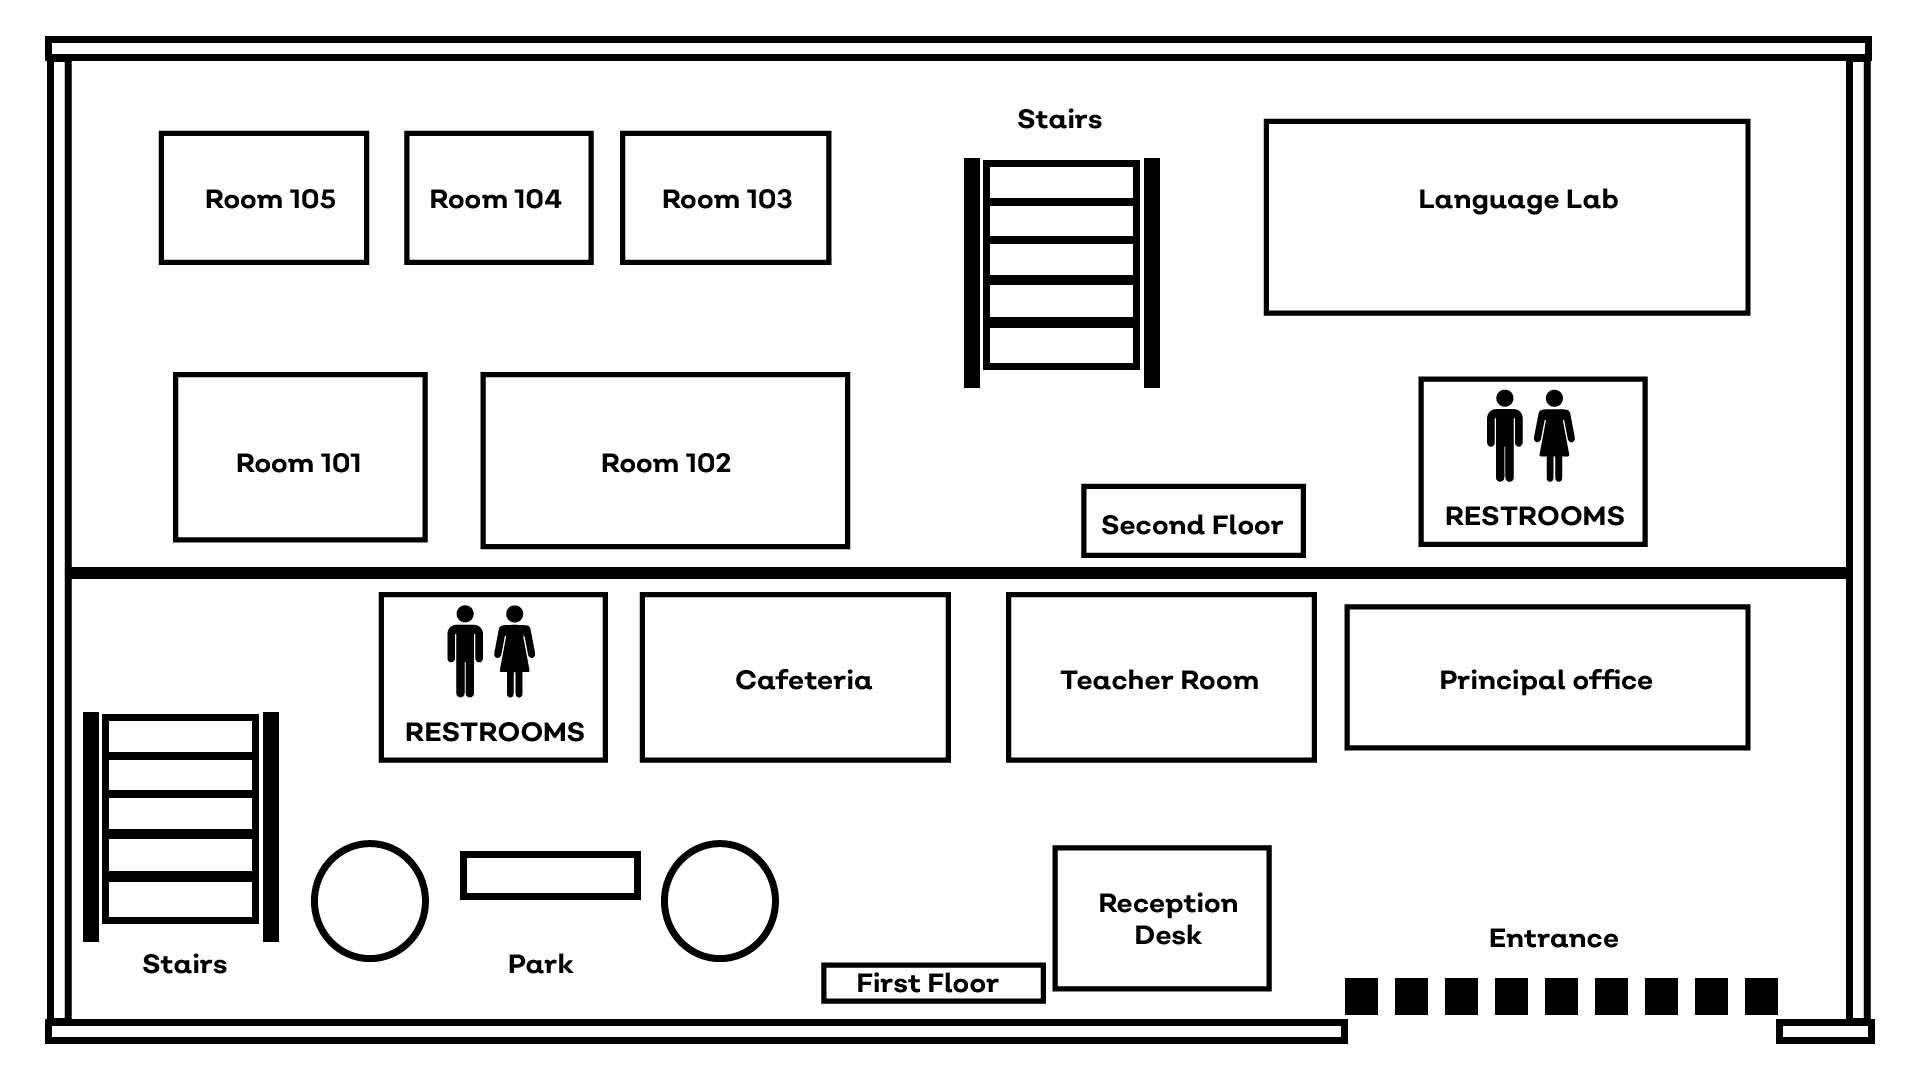 Stairs
Room 105
Room 104
Room 103
Language Lab
Room 101
Room 102
RESTROOMS
Second Floor
RESTROOMS
Cafeteria
Teacher Room
Principal office
Reception
Desk
Entrance
Stairs
Park
First Floor